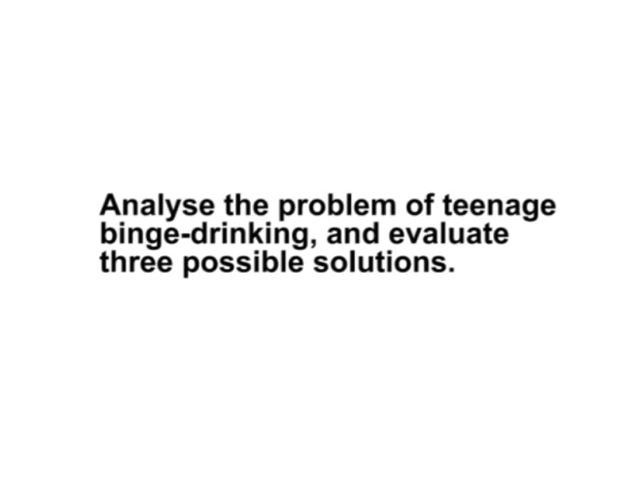 Analyse the problem of teenage
binge-drinking, and evaluate
three possible solutions.